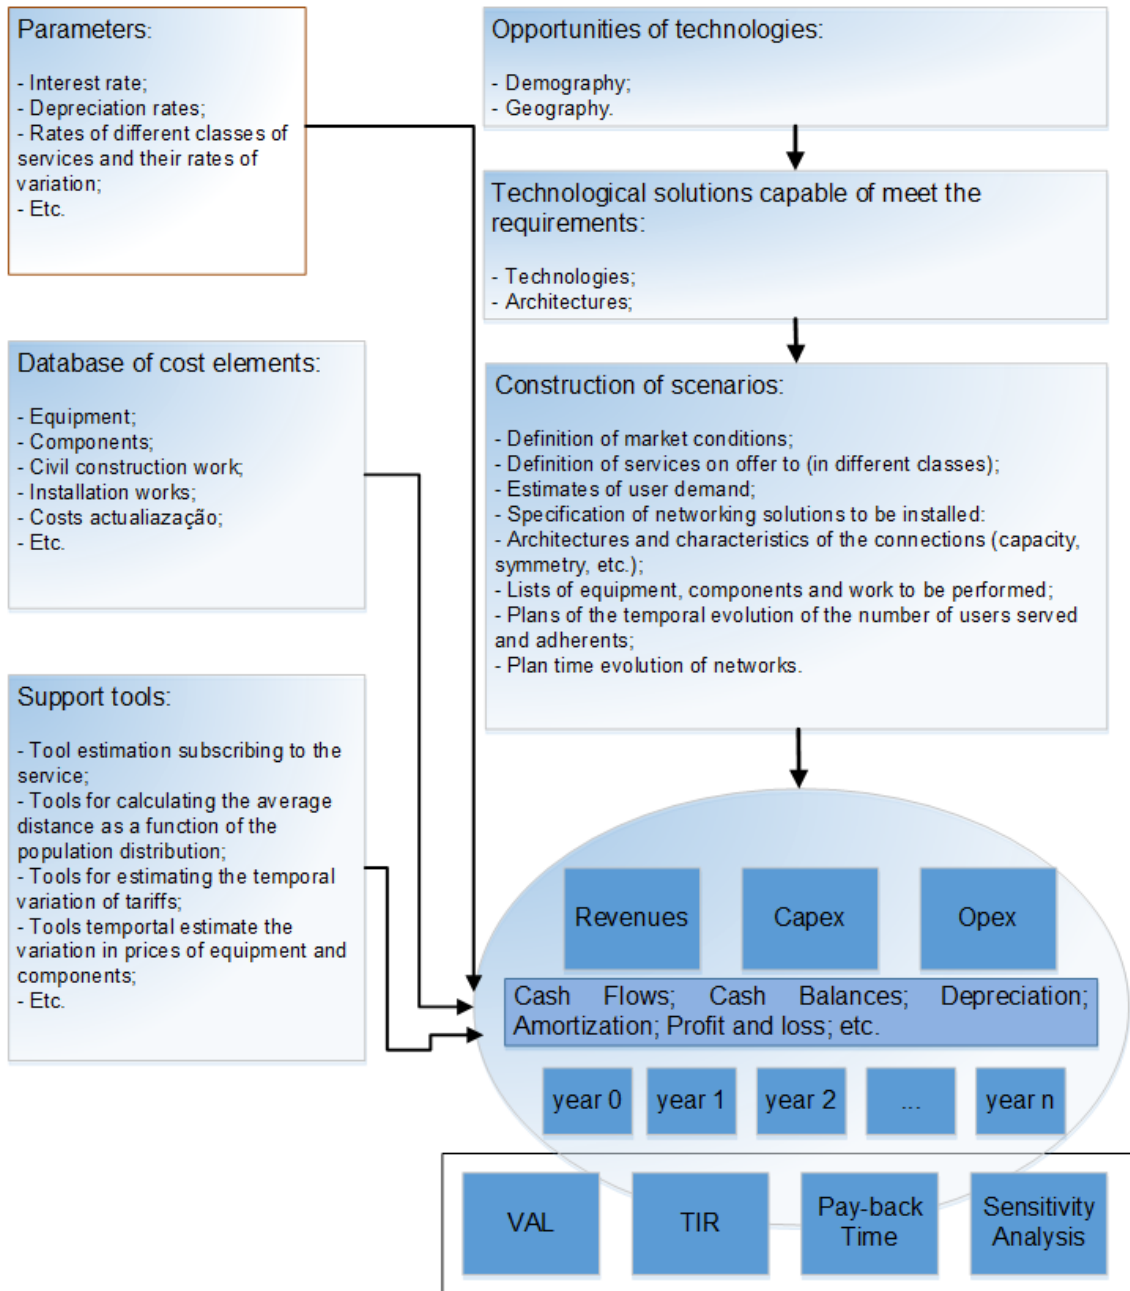 Parameters:
- Interest rate;
- Depreciation rates;
- Rates of different classes of
services and their rates of
variation;
- Etc.
Opportunities of technologies:
- Demography;
- Geography.
Technological solutions capable of meet the
requirements:
- Technologies;
- Architectures;
Database of cost elements:
- Equipment;
- Components;
- Civil construction work;
- Installation works;
- Costs actualiazação;
- Etc.
Construction of scenarios:
- Definition of market conditions;
- Definition of services on offer to (in different classes);
- Estimates of user demand;
- Specification of networking solutions to be installed:
- Architectures and characteristics of the connections (capacity,
symmetry, etc.);
- Lists of equipment, components and work to be performed;
- Plans of the temporal evolution of the number of users served
and adherents;
- Plan time evolution of networks.
Support tools:
- Tool estimation subscribing to the
service;
- Tools for calculating the average
distance as a function of the
population distribution;
- Tools for estimating the temporal
variation of tariffs;
- Tools temportal estimate the
variation in prices of equipment and
components;
- Etc.
Revenues
Capex
Opex
Cash Flows; Cash Balances; Depreciation;
Amortization; Profit and loss; etc.
year 0
year 1
year 2
...
year n
VAL
TIR
Pay-back
Time
Sensitivity
Analysis